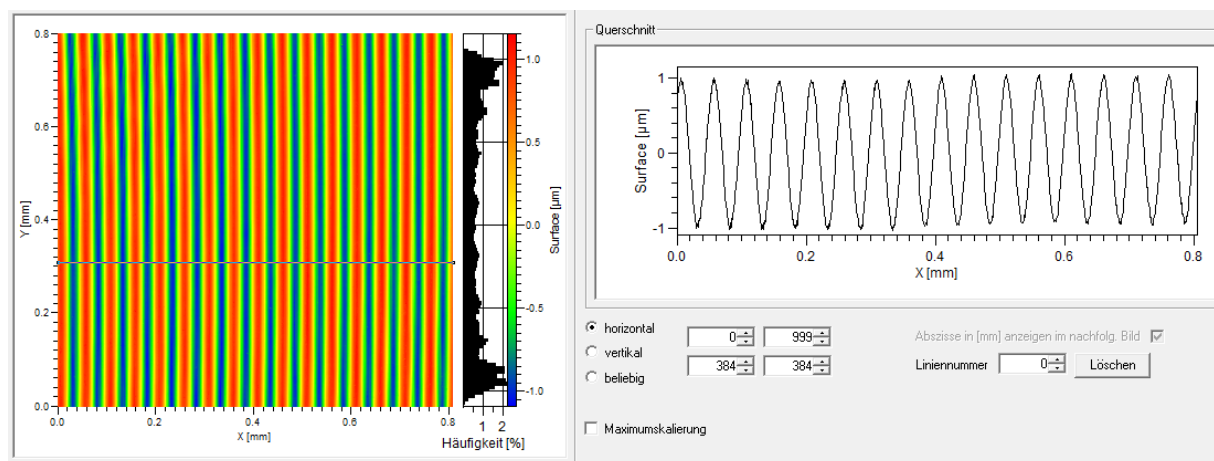 0.8
0.6
0.4
0.2
0.0
Y [mm]
0.0 0.2 0.4 0.6 0.8
X [mm]
1 2
Häufigkeit [%]
1.0
0.5
0.0
-0.5
-1.0
Surface [µm]
Querschnitt
1
0
-1
Surface [µm]
0.0 0.2 0.4 0.6 0.8
X [mm]
horizontal 0 999 Abszisse in [mm] anzeigen im nachfolg. Bild
vertikal 384 384 Liniennummer 0 Löschen
beliebig
Maximumskalierung